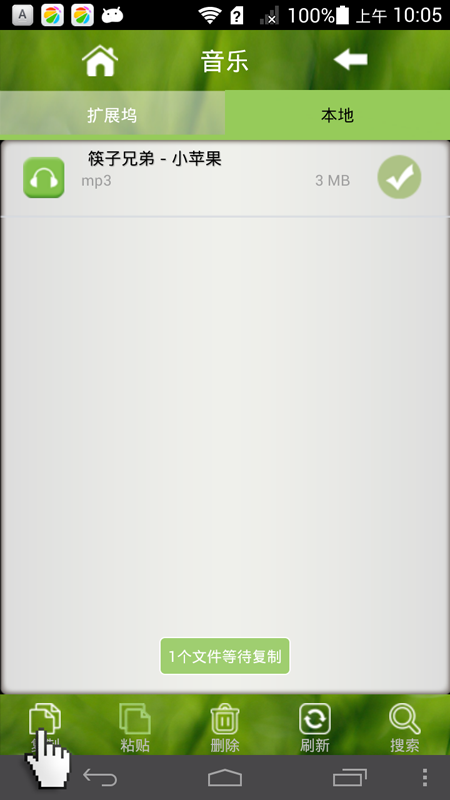 A
?
100%
上午 10:05
音乐
扩展坞
本地
筷子兄弟 - 小苹果
mp3
3 MB
1个文件等待复制
粘贴
删除
刷新
搜索